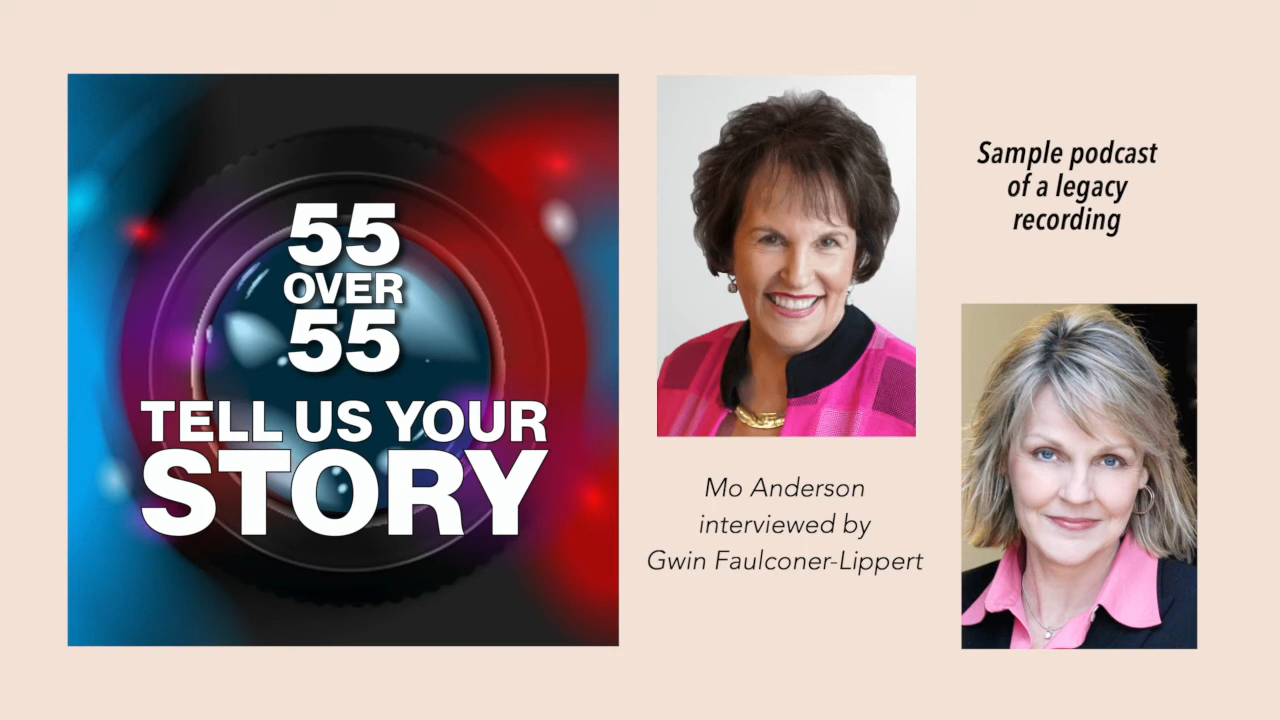 55
OVER
55
TELL US YOUR
STORY
Mo Anderson
interviewed by
Gwin Faulconer-Lippert
Sample podcast
of a legacy
recording